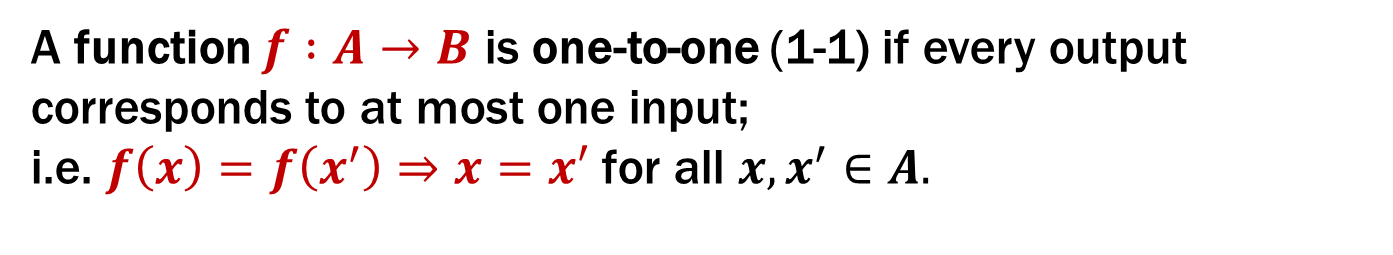 A function f : A → B is one-to-one (1-1) if every output
corresponds to at most one input;
i.e. f(x) = f(x′) ⇒ x = x′ for all x, x′ ∈ A.